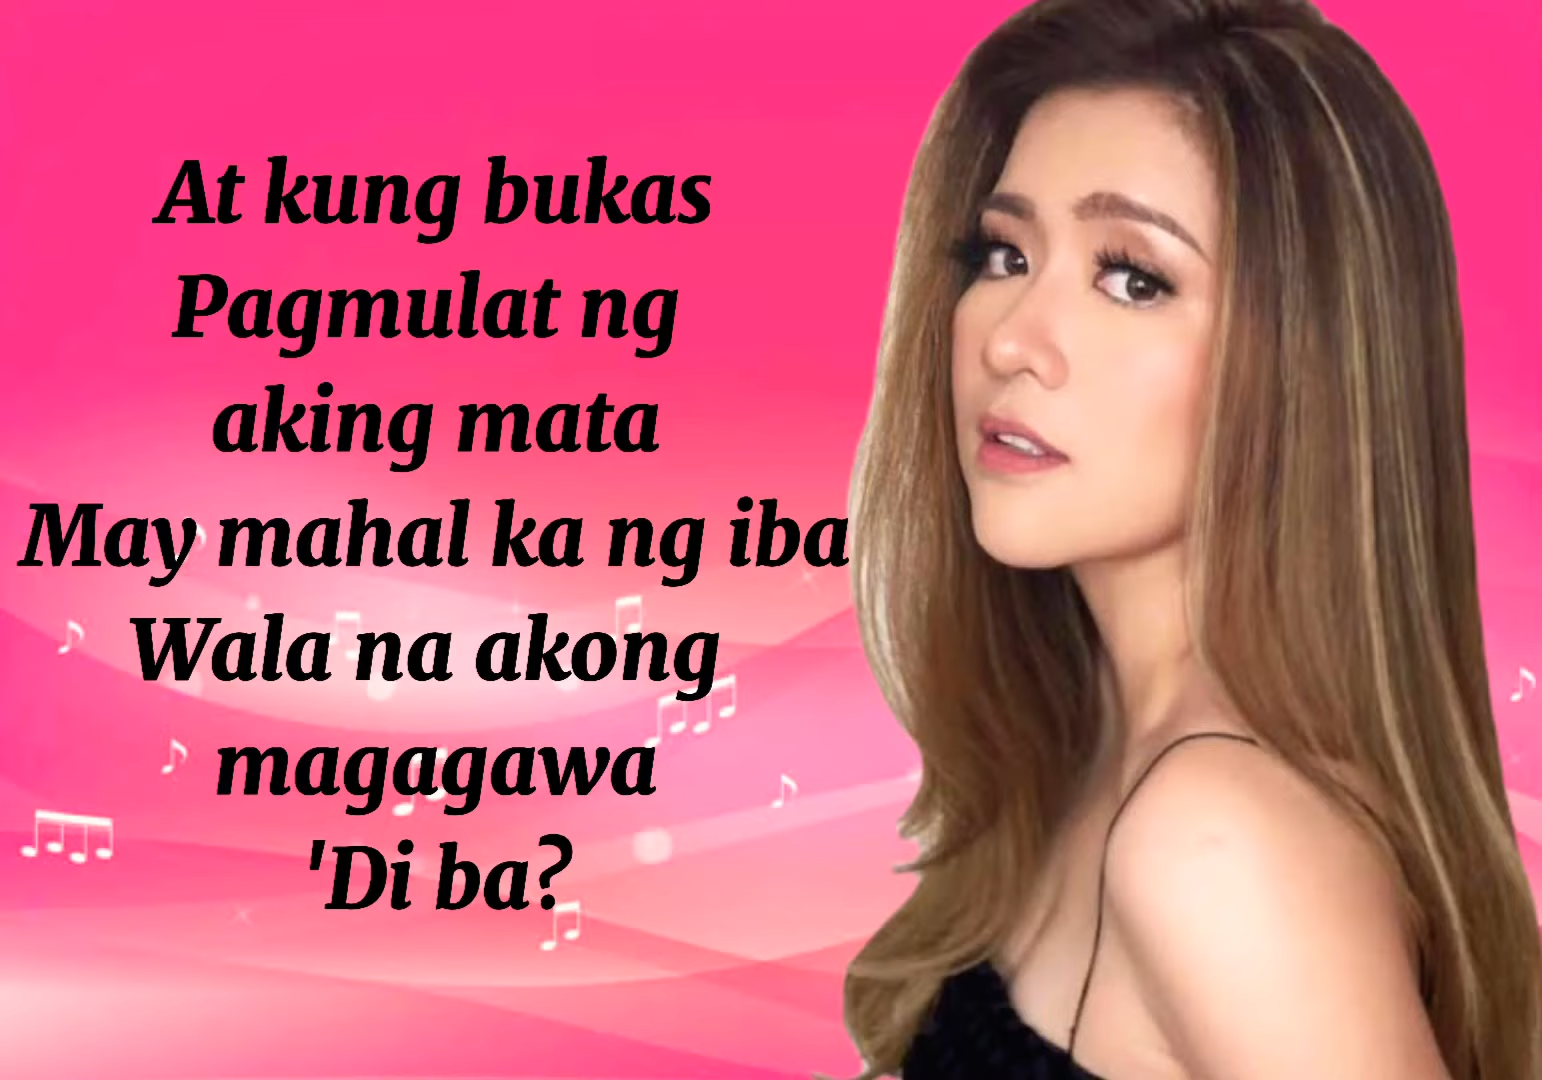 At kung bukas
Pagmulat ng
aking mata
May mahal ka ng iba
Wala na akong
magagawa
'Di ba?